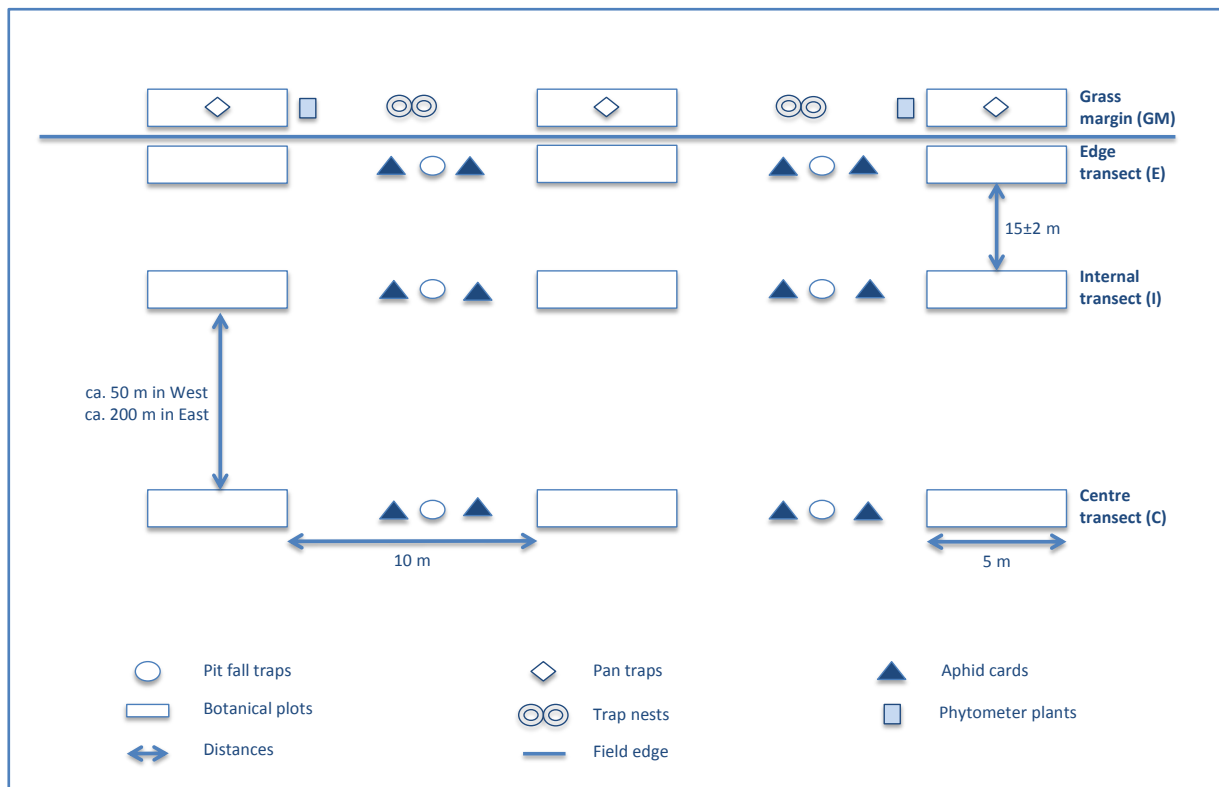 Grass
margin (GM)
Edge
transect (E)
15±2 m
Internal
transect (I)
ca. 50 m in West
ca. 200 m in East
Centre
transect (C)
10 m
5 m
Pit fall traps
Pan traps
Aphid cards
Botanical plots
Trap nests
Phytometer plants
Distances
Field edge